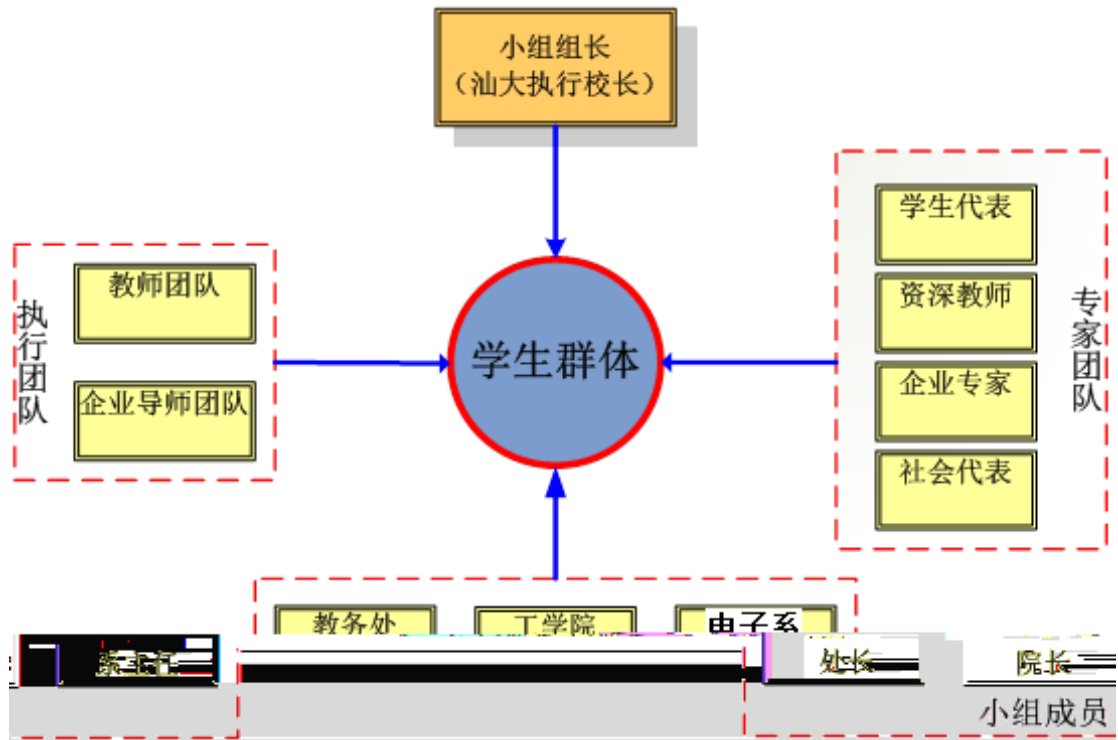 小组组长
（汕大执行校长）
执行团队
教师团队
企业导师团队
学生群体
专家团队
学生代表
资深教师
企业专家
社会代表
教务处
工学院
电子系
系主任
处长
院长
小组成员